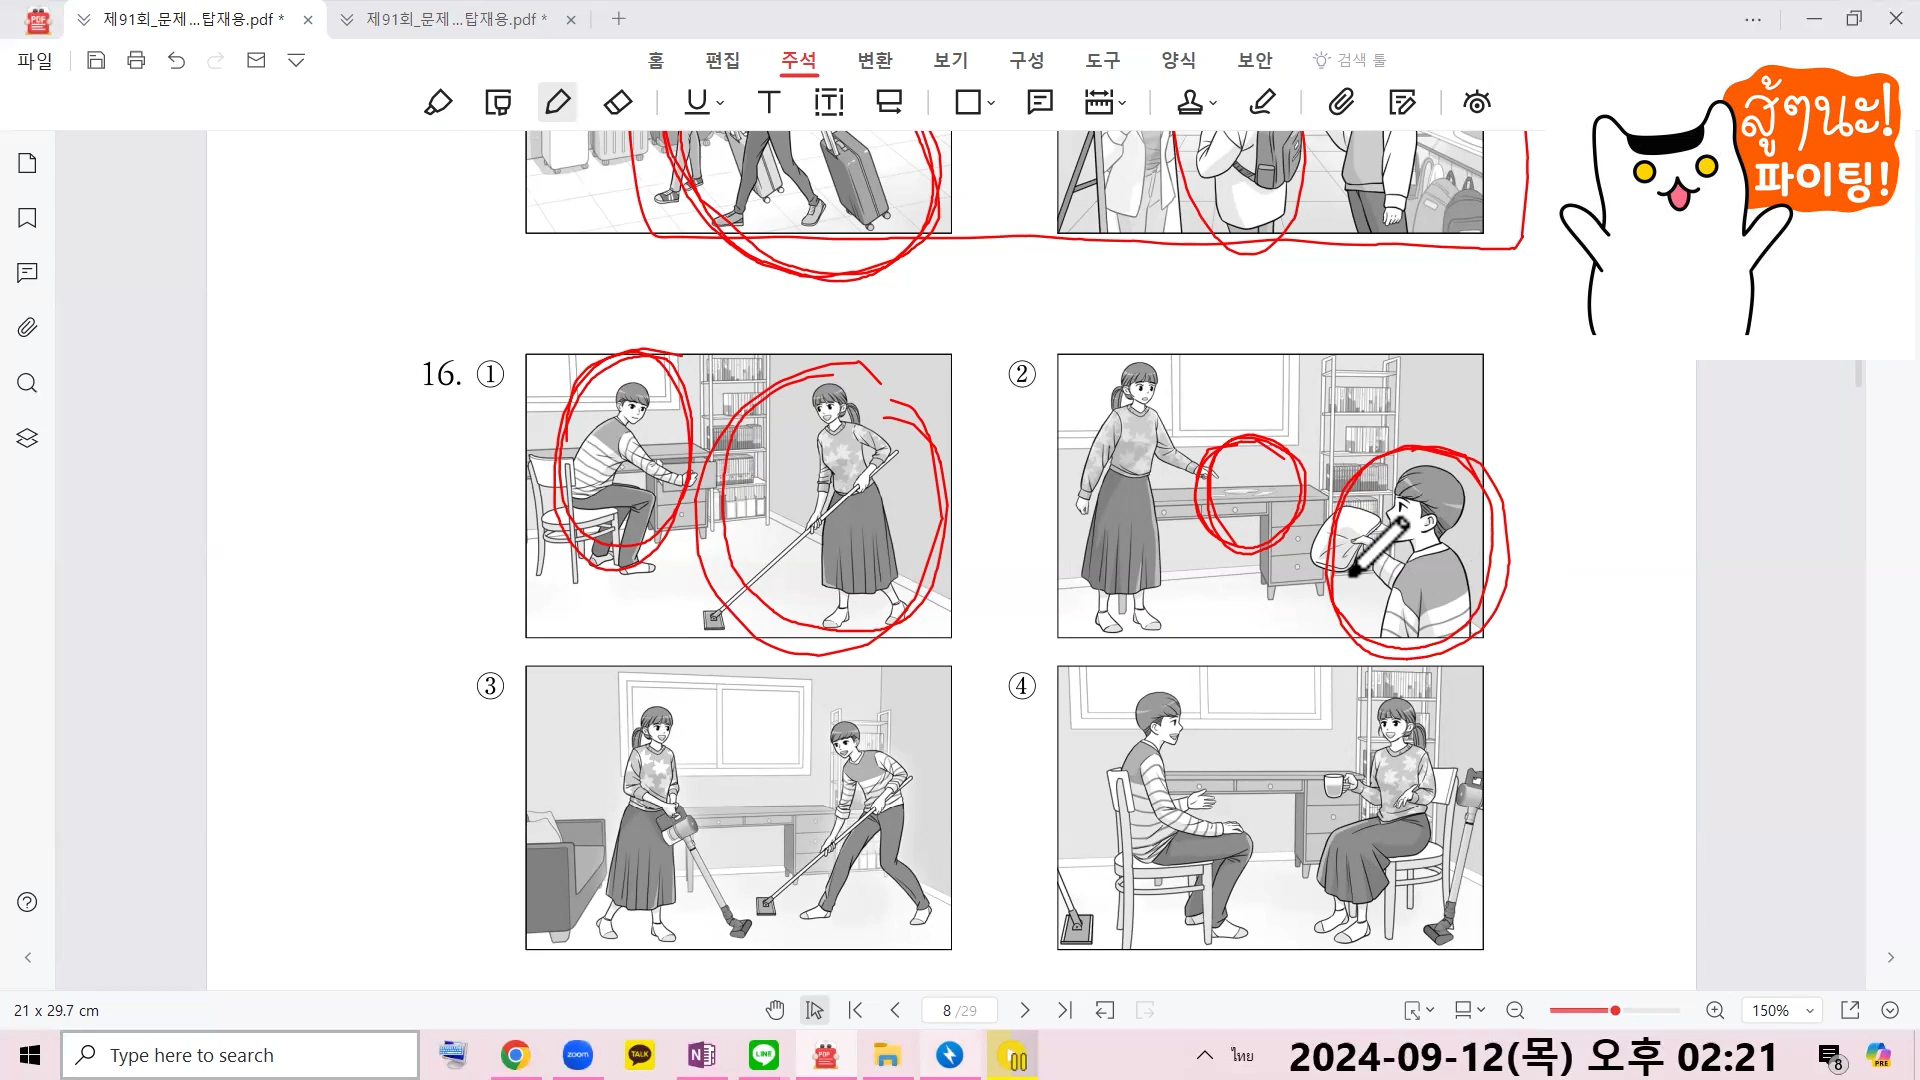 제91회_문제...탑재용.pdf *
제91회_문제...탑재용.pdf *
파일
홈
편집
주석
변환
보기
구성
도구
양식
보안
검색 툴
สู้ๆนะ!
파이팅!
16. ①
②
③
④
21 x 29.7 cm
8 /29
150%
Type here to search
ไทย
2024-09-12(목) 오후 02:21
8